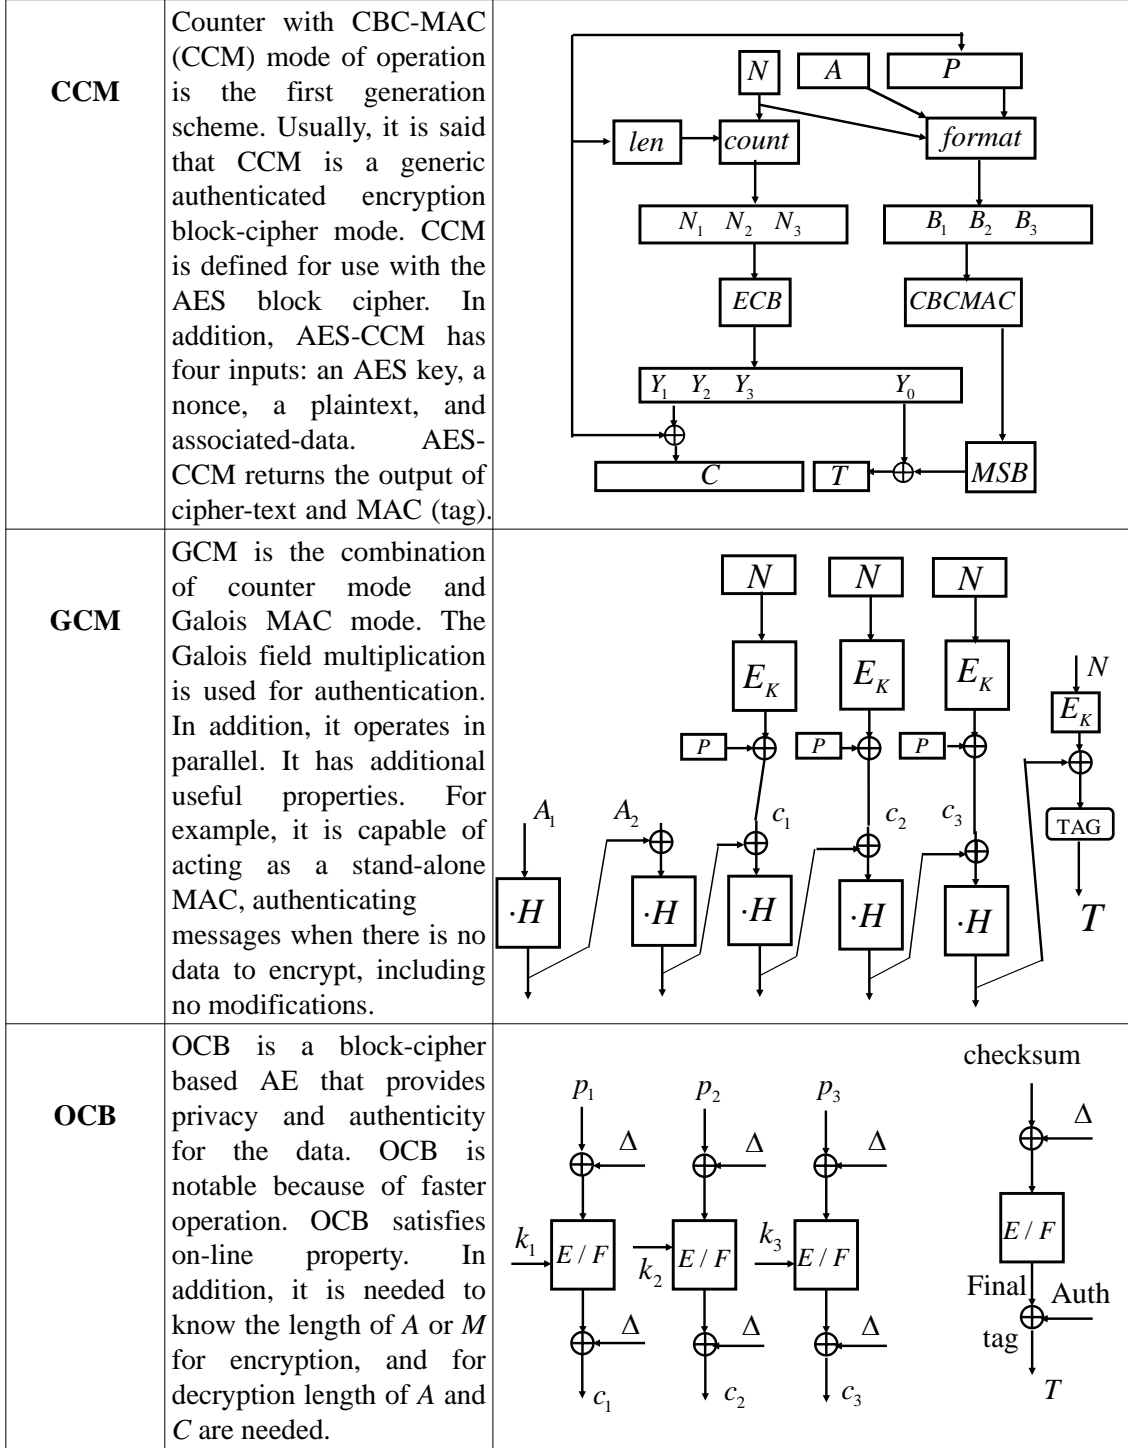 CCM
Counter with CBC-MAC
(CCM) mode of operation
is the first generation
scheme. Usually, it is said
that CCM is a generic
authenticated encryption
block-cipher mode. CCM
is defined for use with the
AES block cipher. In
addition, AES-CCM has
four inputs: an AES key, a
nonce, a plaintext, and
associated-data. AES-
CCM returns the output of
cipher-text and MAC (tag).
N A P
len count format
N₁ N₂ N₃ B₁ B₂ B₃
ECB CBCMAC
Y₁ Y₂ Y₃ Y₀
C T MSB
GCM
GCM is the combination
of counter mode and
Galois MAC mode. The
Galois field multiplication
is used for authentication.
In addition, it operates in
parallel. It has additional
useful properties. For
example, it is capable of
acting as a stand-alone
MAC, authenticating
messages when there is no
data to encrypt, including
no modifications.
N N N
E_K E_K E_K N
E_K
P P P
A₁ A₂ c₁ c₂ c₃ TAG
·H ·H ·H ·H ·H T
OCB
OCB is a block-cipher
based AE that provides
privacy and authenticity
for the data. OCB is
notable because of faster
operation. OCB satisfies
on-line property. In
addition, it is needed to
know the length of A or M
for encryption, and for
decryption length of A and
C are needed.
checksum
p₁ p₂ p₃
Δ Δ Δ Δ
k₁ E / F k₂ E / F k₃ E / F E / F
Final Auth
Δ Δ Δ tag
c₁ c₂ c₃ T